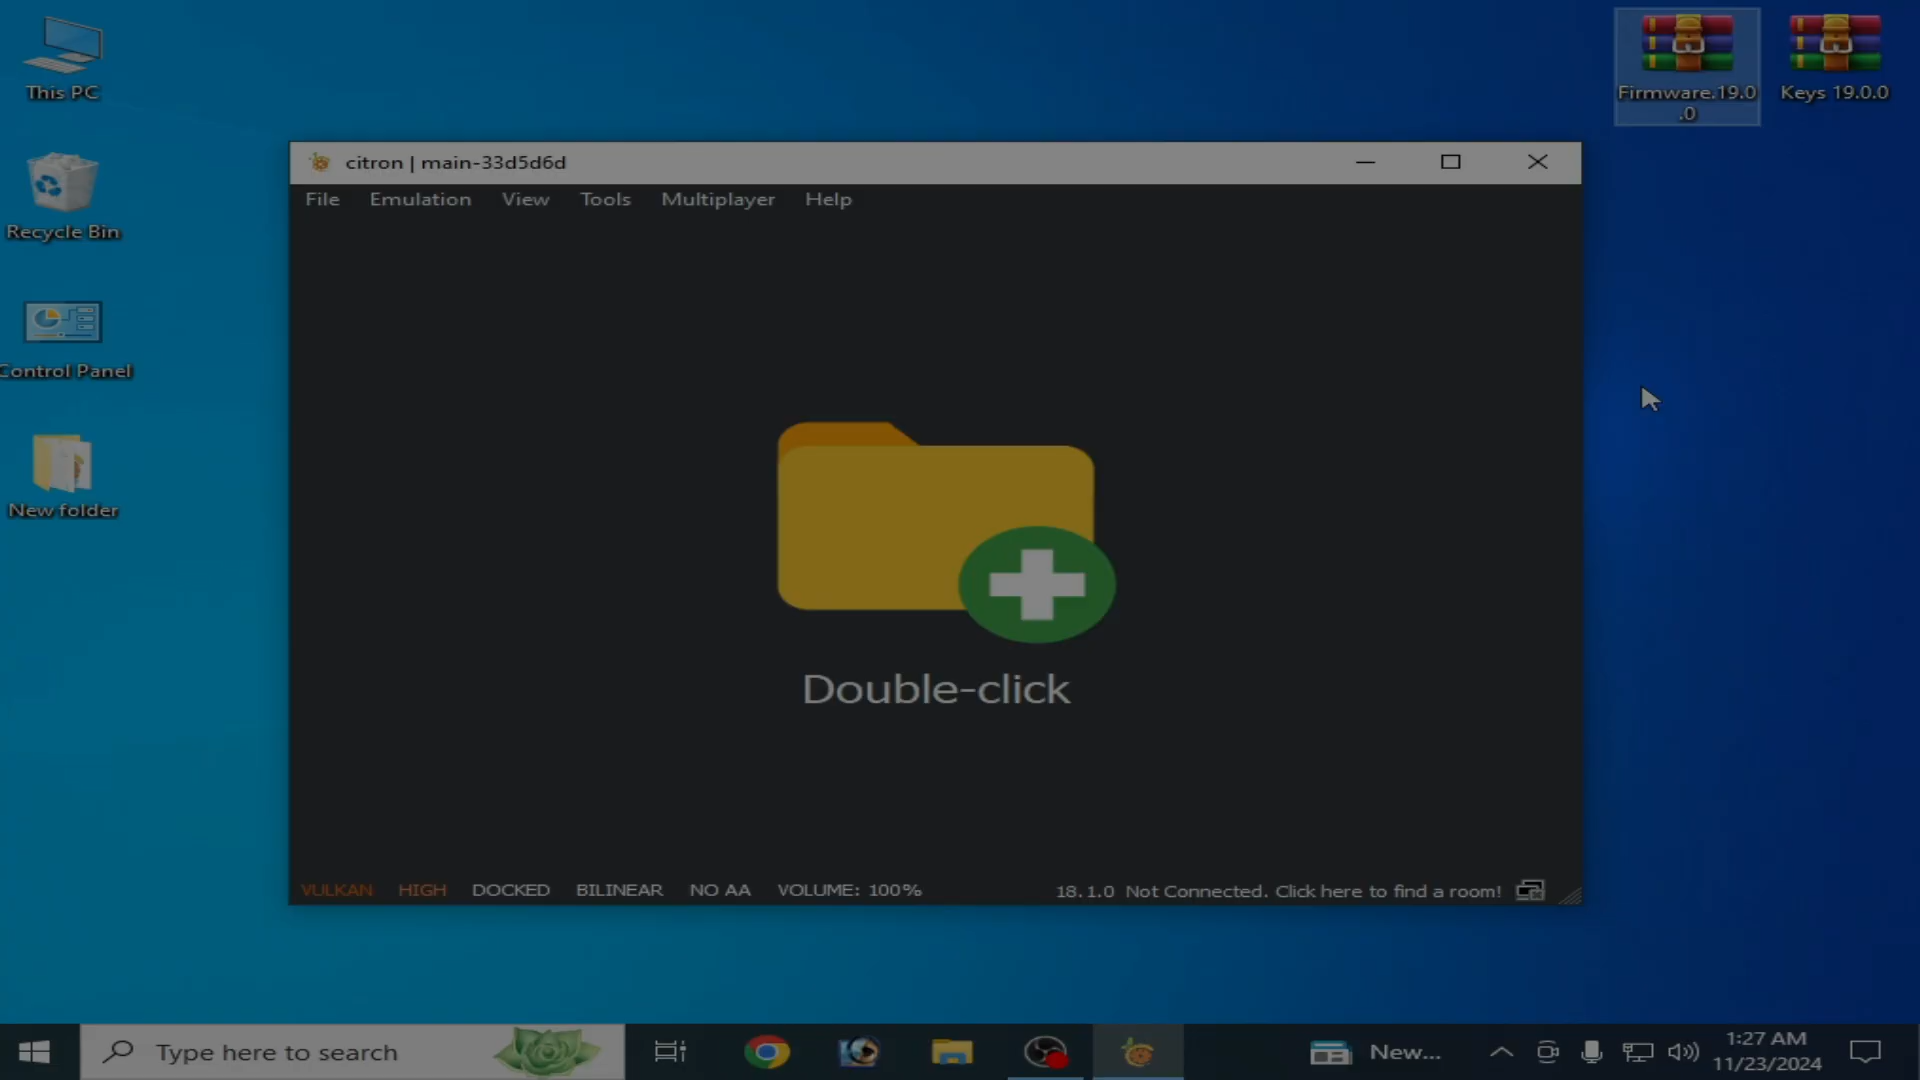 This PC
Recycle Bin
Control Panel
New folder
Firmware.19.0
.0
Keys 19.0.0
citron | main-33d5d6d
File Emulation View Tools Multiplayer Help
Double-click
VULKAN HIGH DOCKED BILINEAR NO AA VOLUME: 100% 18.1.0 Not Connected. Click here to find a room!
Type here to search
New...
1:27 AM
11/23/2024